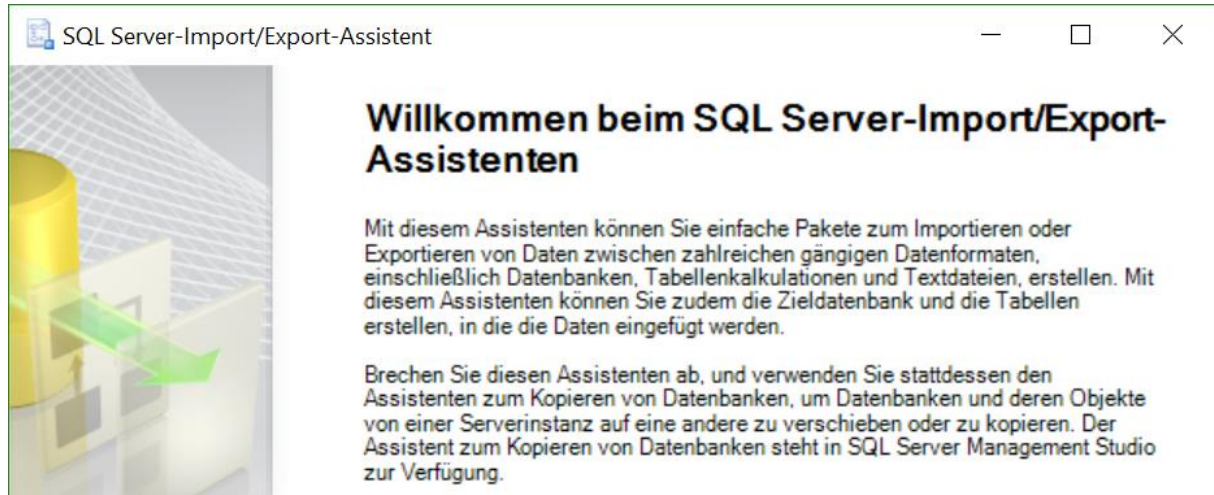 SQL Server-Import/Export-Assistent
Willkommen beim SQL Server-Import/Export-
Assistenten
Mit diesem Assistenten können Sie einfache Pakete zum Importieren oder
Exportieren von Daten zwischen zahlreichen gängigen Datenformaten,
einschließlich Datenbanken, Tabellenkalkulationen und Textdateien, erstellen. Mit
diesem Assistenten können Sie zudem die Zieldatenbank und die Tabellen
erstellen, in die die Daten eingefügt werden.
Brechen Sie diesen Assistenten ab, und verwenden Sie stattdessen den
Assistenten zum Kopieren von Datenbanken, um Datenbanken und deren Objekte
von einer Serverinstanz auf eine andere zu verschieben oder zu kopieren. Der
Assistent zum Kopieren von Datenbanken steht in SQL Server Management Studio
zur Verfügung.